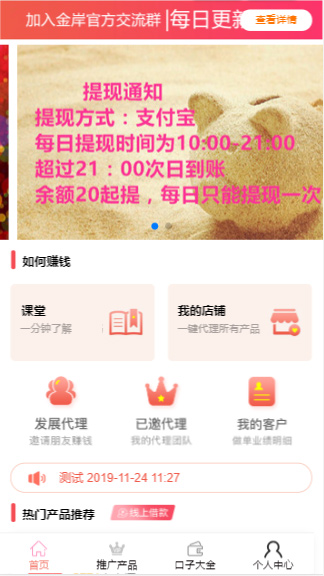 加入金岸官方交流群 |每日更新
查看详情
提现通知
提现方式：支付宝
每日提现时间为10:00-21:00
超过21：00次日到账
余额20起提，每日只能提现一次
如何赚钱
课堂
一分钟了解
我的店铺
一键代理所有产品
发展代理
邀请朋友赚钱
已邀代理
我的代理团队
我的客户
做单业绩明细
测试 2019-11-24 11:27
热门产品推荐
线上借款
首页
推广产品
口子大全
个人中心